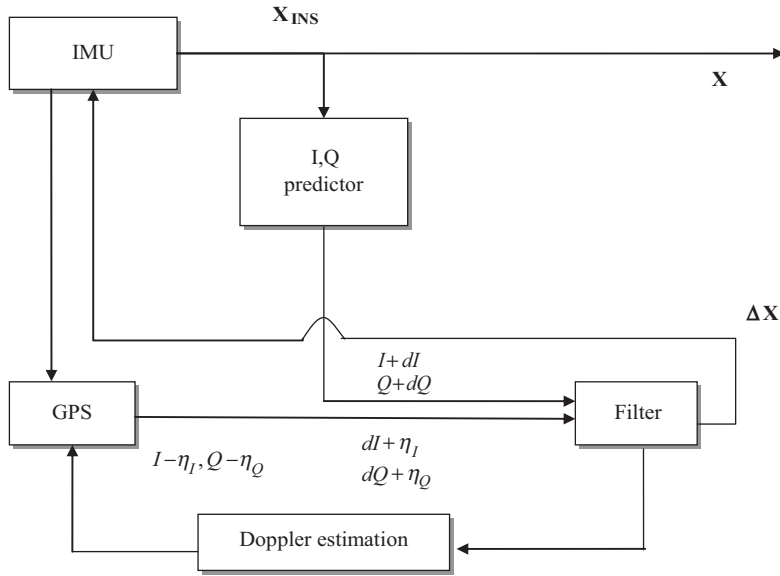 X_INS
IMU
X
I,Q
predictor
ΔX
I+dI
Q+dQ
GPS
Filter
I−η_I, Q−η_Q
dI+η_I
dQ+η_Q
Doppler estimation